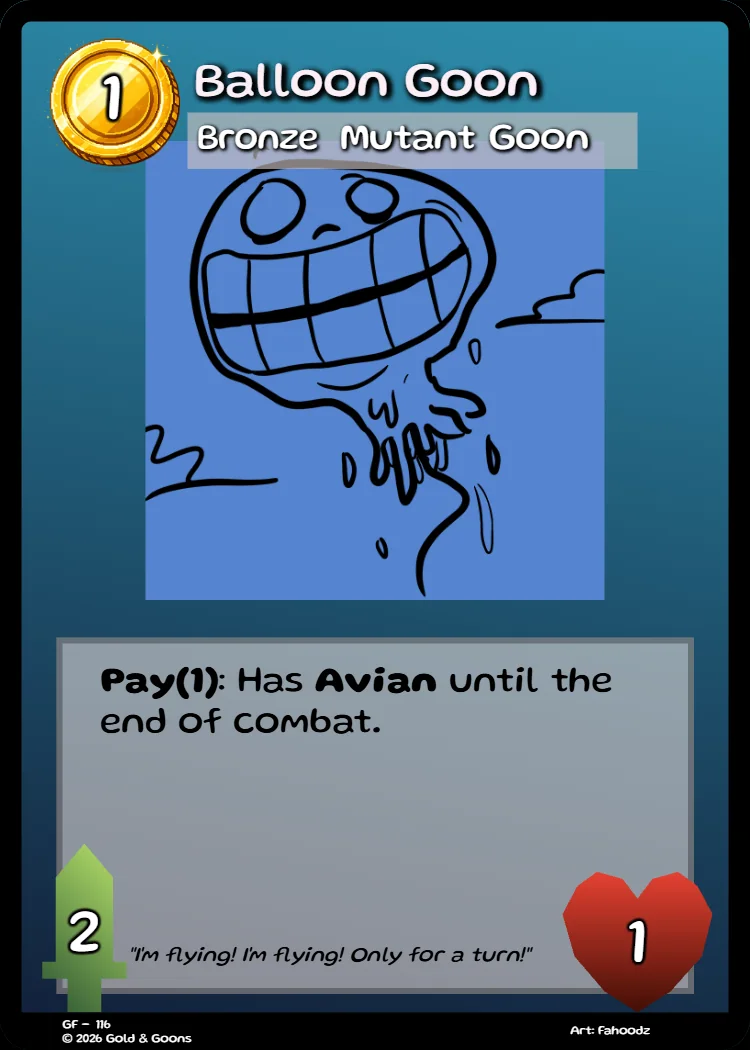 1
Balloon Goon
Bronze Mutant Goon
Pay(1): Has Avian until the
end of combat.
2
"I'm flying! I'm flying! Only for a turn!"
1
GF - 116
© 2026 Gold & Goons
Art: Fahoodz